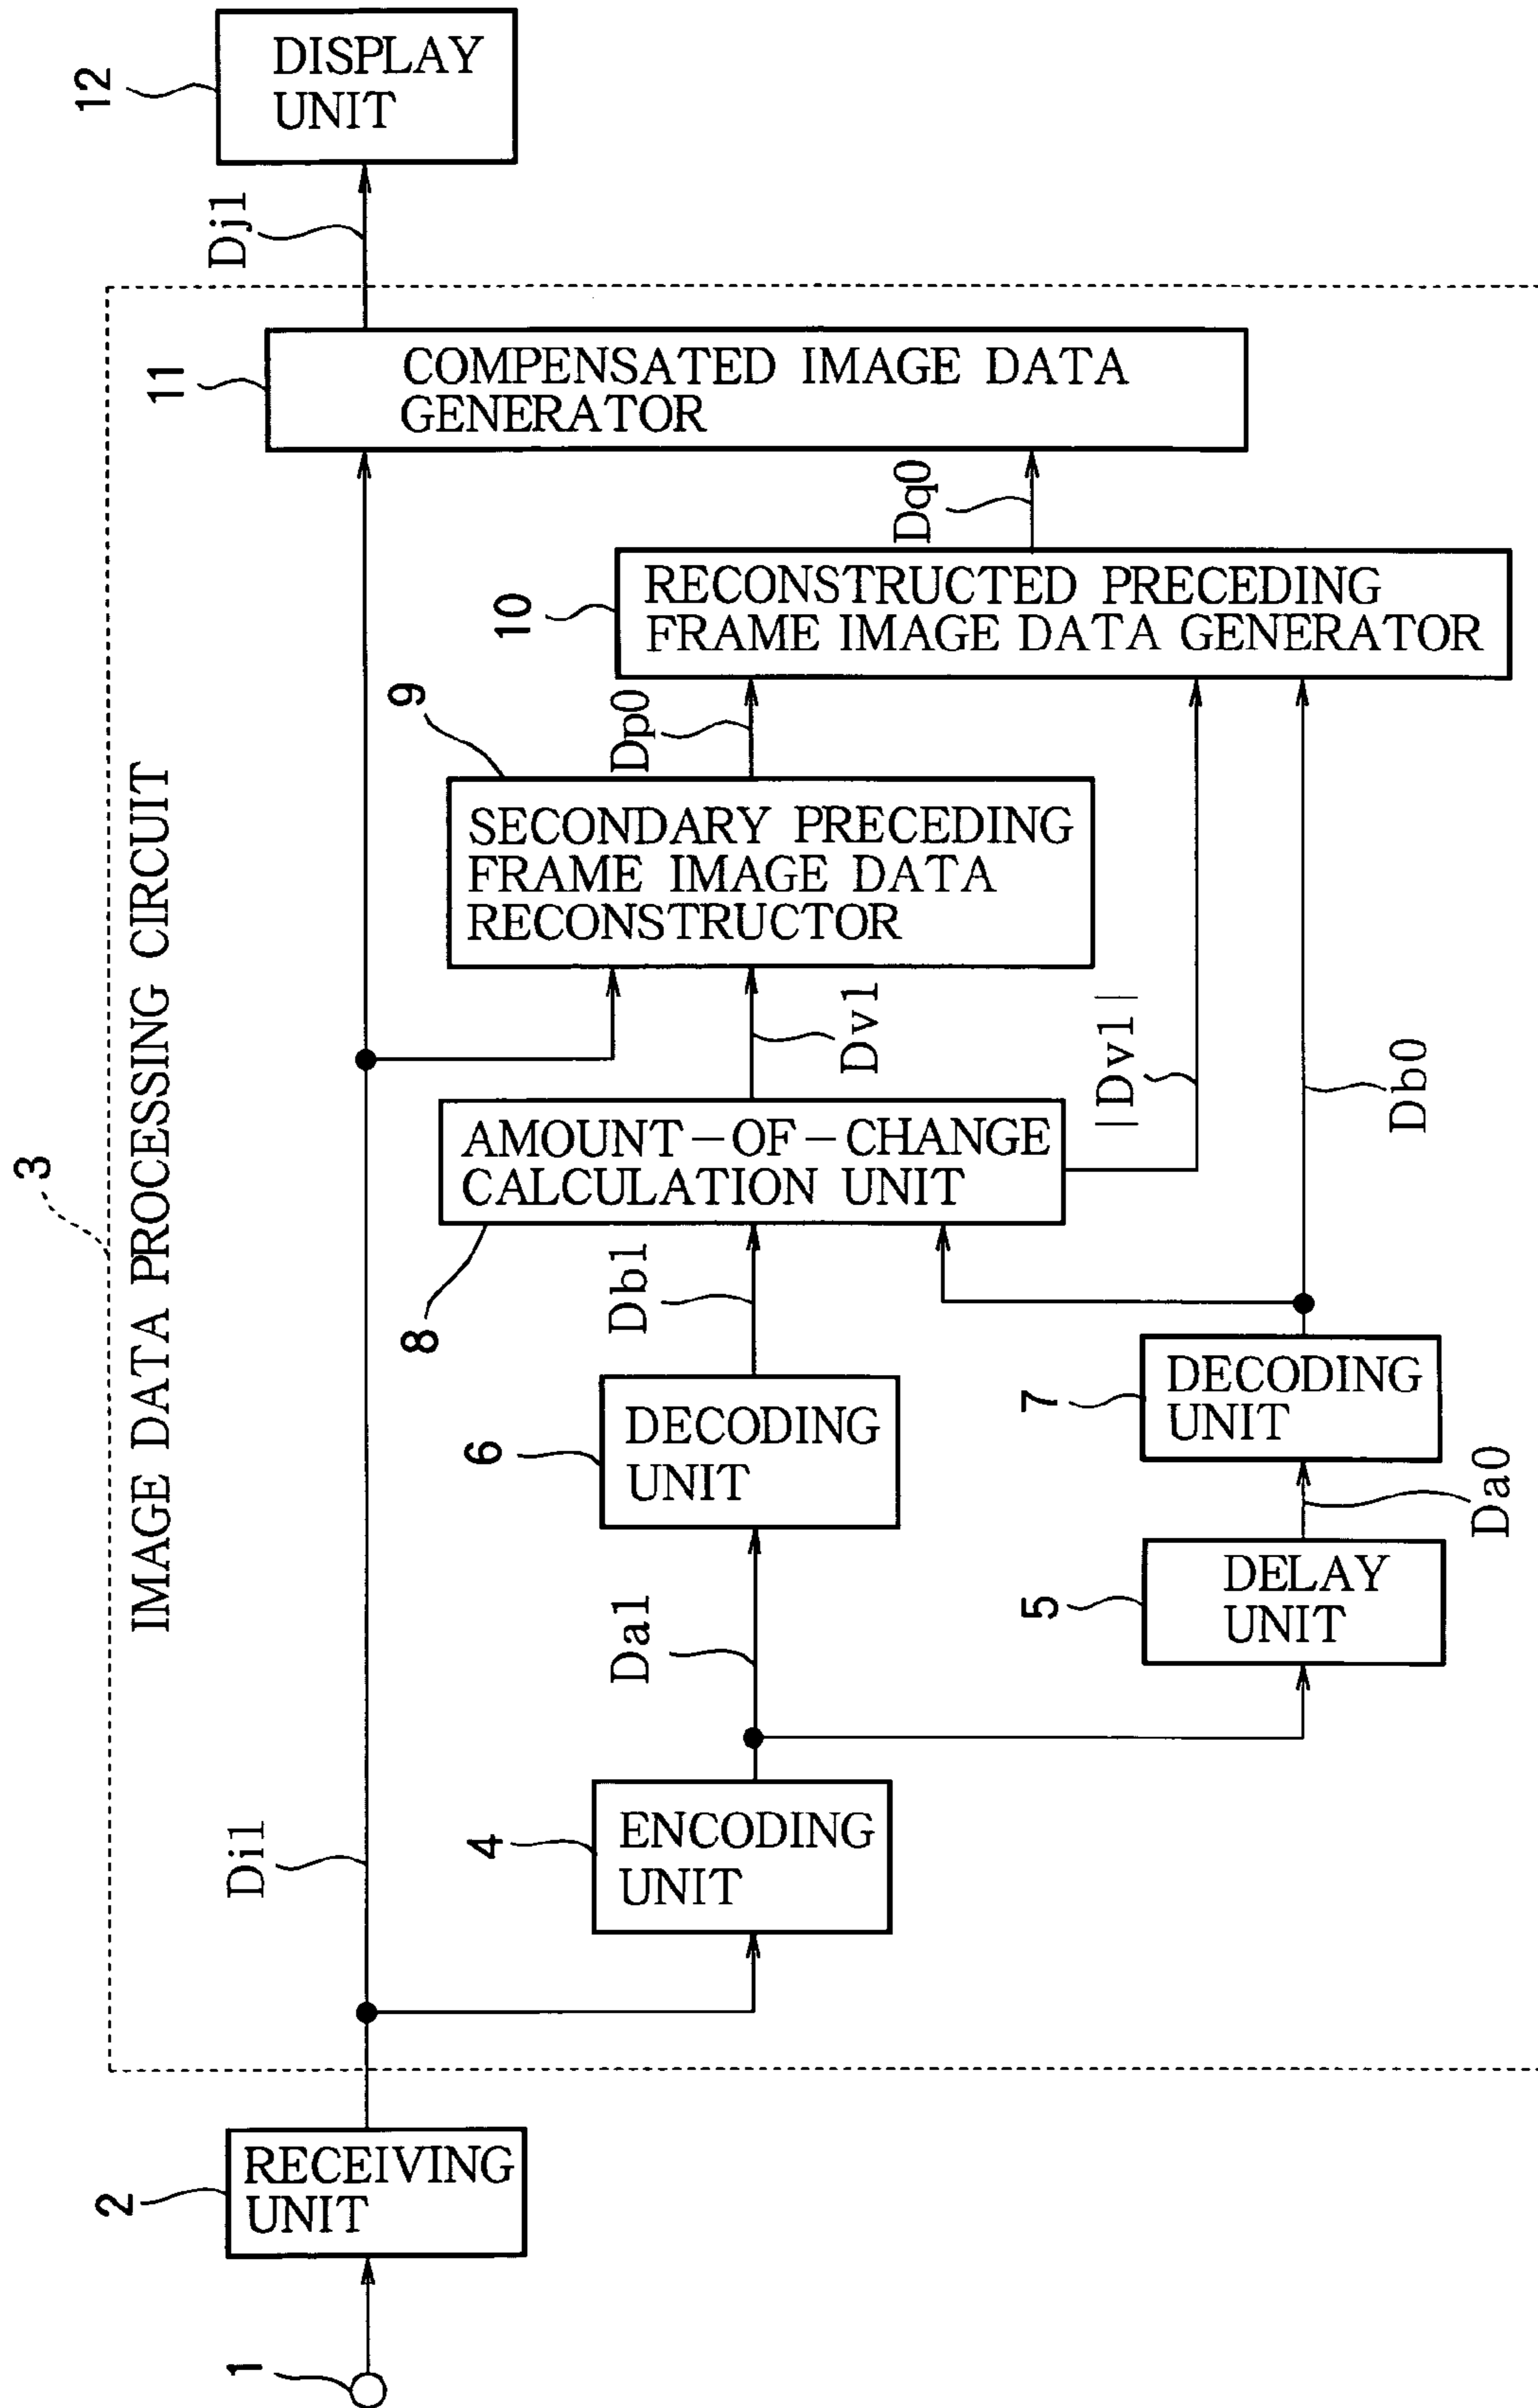 3
IMAGE DATA PROCESSING CIRCUIT
1
2
RECEIVING
UNIT
Di1
4
ENCODING
UNIT
Da1
5
DELAY
UNIT
Da0
6
DECODING
UNIT
7
DECODING
UNIT
Db1
Db0
8
AMOUNT-OF-CHANGE
CALCULATION UNIT
Dv1
|Dv1|
9
SECONDARY PRECEDING
FRAME IMAGE DATA
RECONSTRUCTOR
Dp0
10
RECONSTRUCTED PRECEDING
FRAME IMAGE DATA GENERATOR
Dq0
11
COMPENSATED IMAGE DATA
GENERATOR
Dj1
12
DISPLAY
UNIT